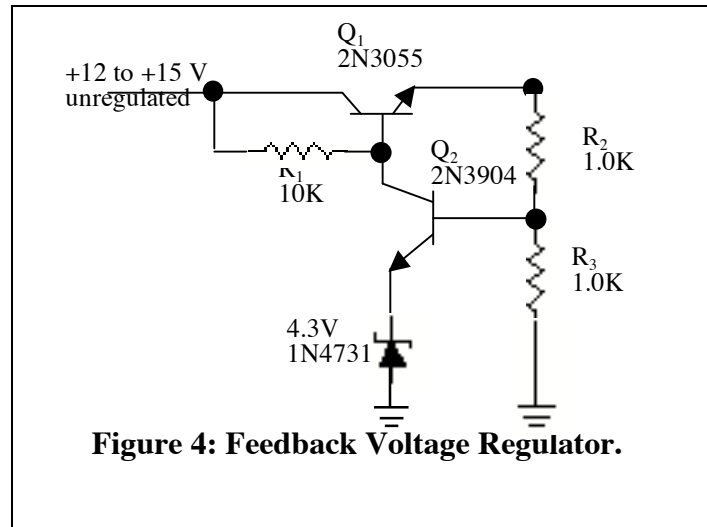 Q₁
2N3055
+12 to +15 V
unregulated
Q₂
2N3904
R₂
1.0K
R₁
10K
R₃
1.0K
4.3V
1N4731
Figure 4: Feedback Voltage Regulator.